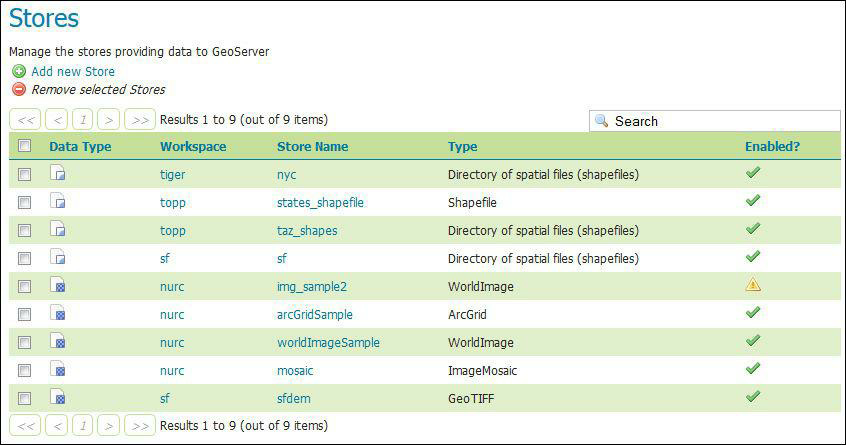 Stores
Manage the stores providing data to GeoServer
Add new Store
Remove selected Stores
<< < 1 > >> Results 1 to 9 (out of 9 items) Search
Data Type Workspace Store Name Type Enabled?
tiger nyc Directory of spatial files (shapefiles)
topp states_shapefile Shapefile
topp taz_shapes Directory of spatial files (shapefiles)
sf sf Directory of spatial files (shapefiles)
nurc img_sample2 WorldImage
nurc arcGridSample ArcGrid
nurc worldImageSample WorldImage
nurc mosaic ImageMosaic
sf sfdem GeoTIFF
<< < 1 > >> Results 1 to 9 (out of 9 items)